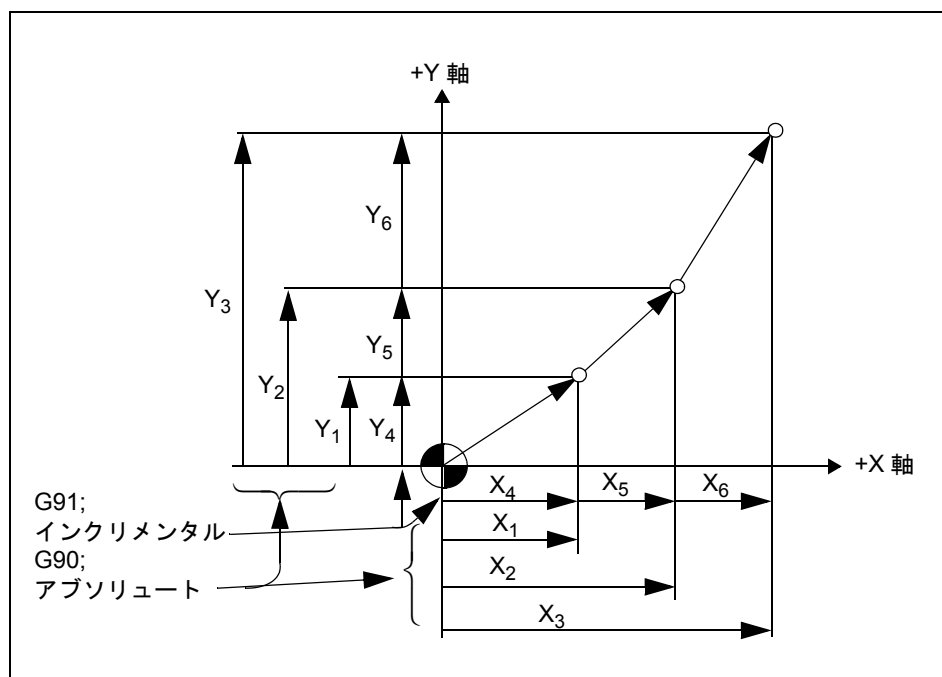 +Y 軸
Y6
Y3
Y5
Y2
Y1
Y4
+X 軸
X4
X5
X6
G91;
インクリメンタル
X1
G90;
アブソリュート
X2
X3